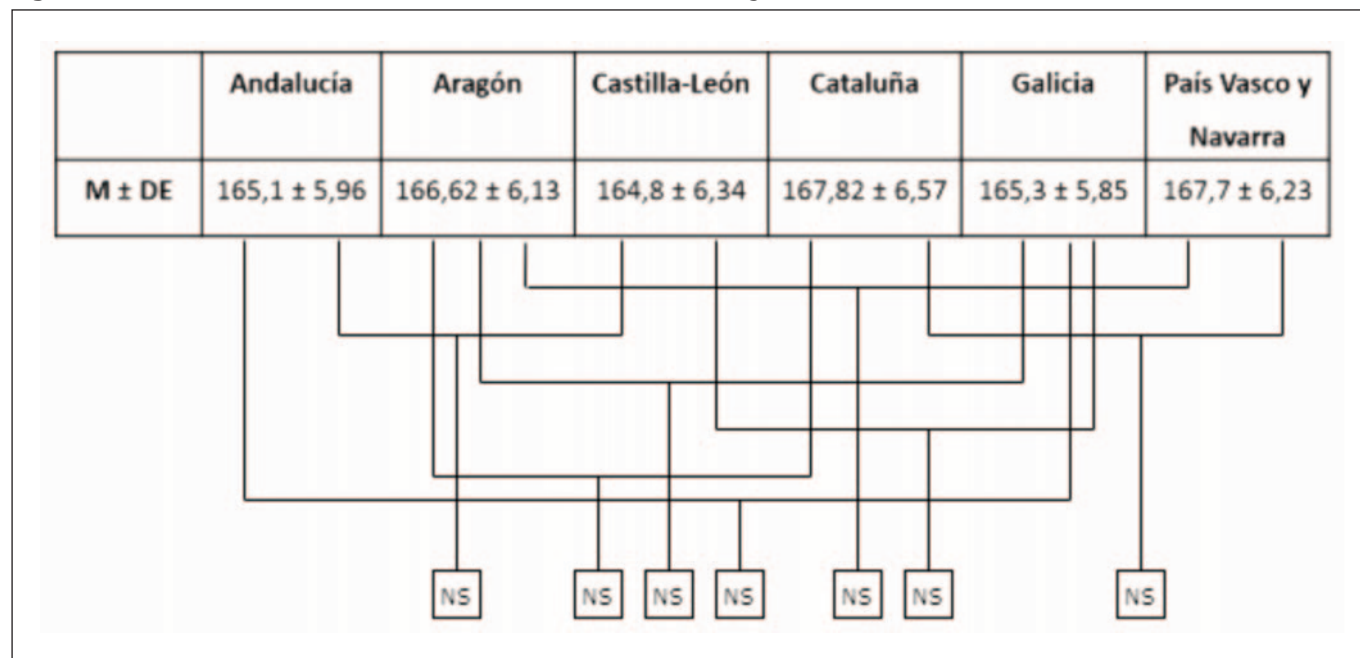 Andalucía Aragón Castilla-León Cataluña Galicia País Vasco y
Navarra
M ± DE 165,1 ± 5,96 166,62 ± 6,13 164,8 ± 6,34 167,82 ± 6,57 165,3 ± 5,85 167,7 ± 6,23
NS NS NS NS NS NS NS